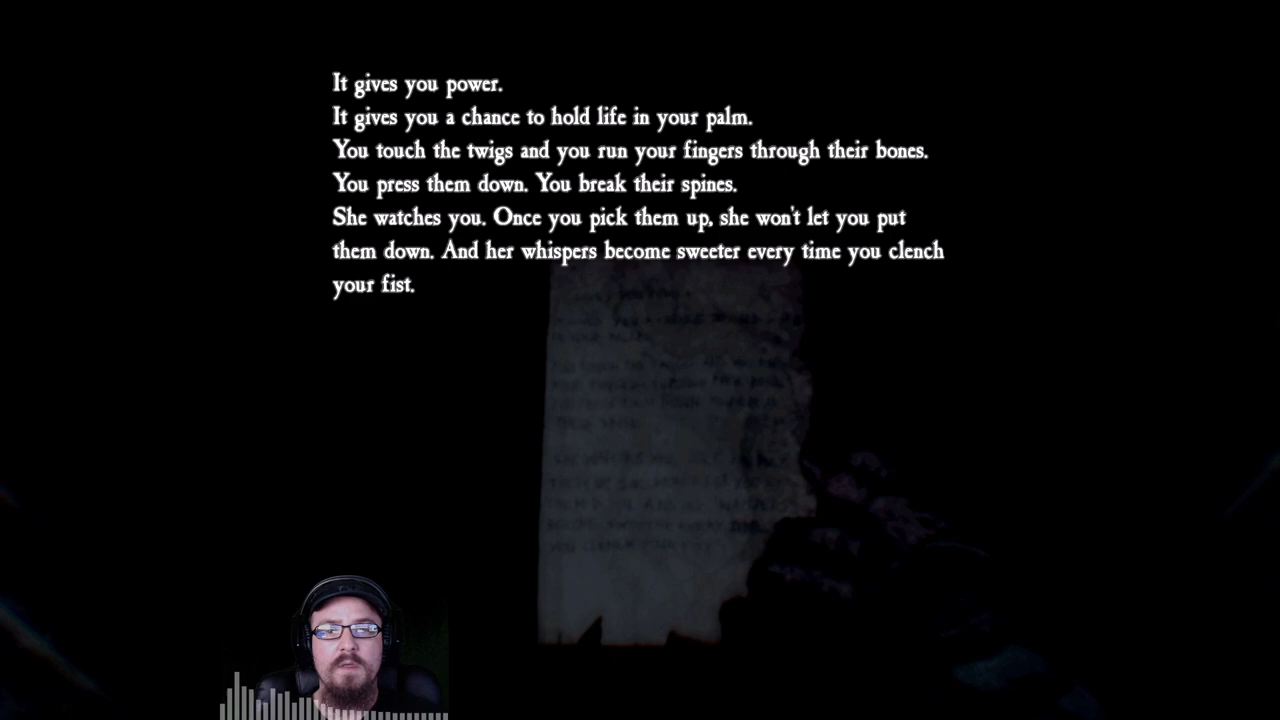 It gives you power.
It gives you a chance to hold life in your palm.
You touch the twigs and you run your fingers through their bones.
You press them down. You break their spines.
She watches you. Once you pick them up, she won't let you put
them down. And her whispers become sweeter every time you clench
your fist.